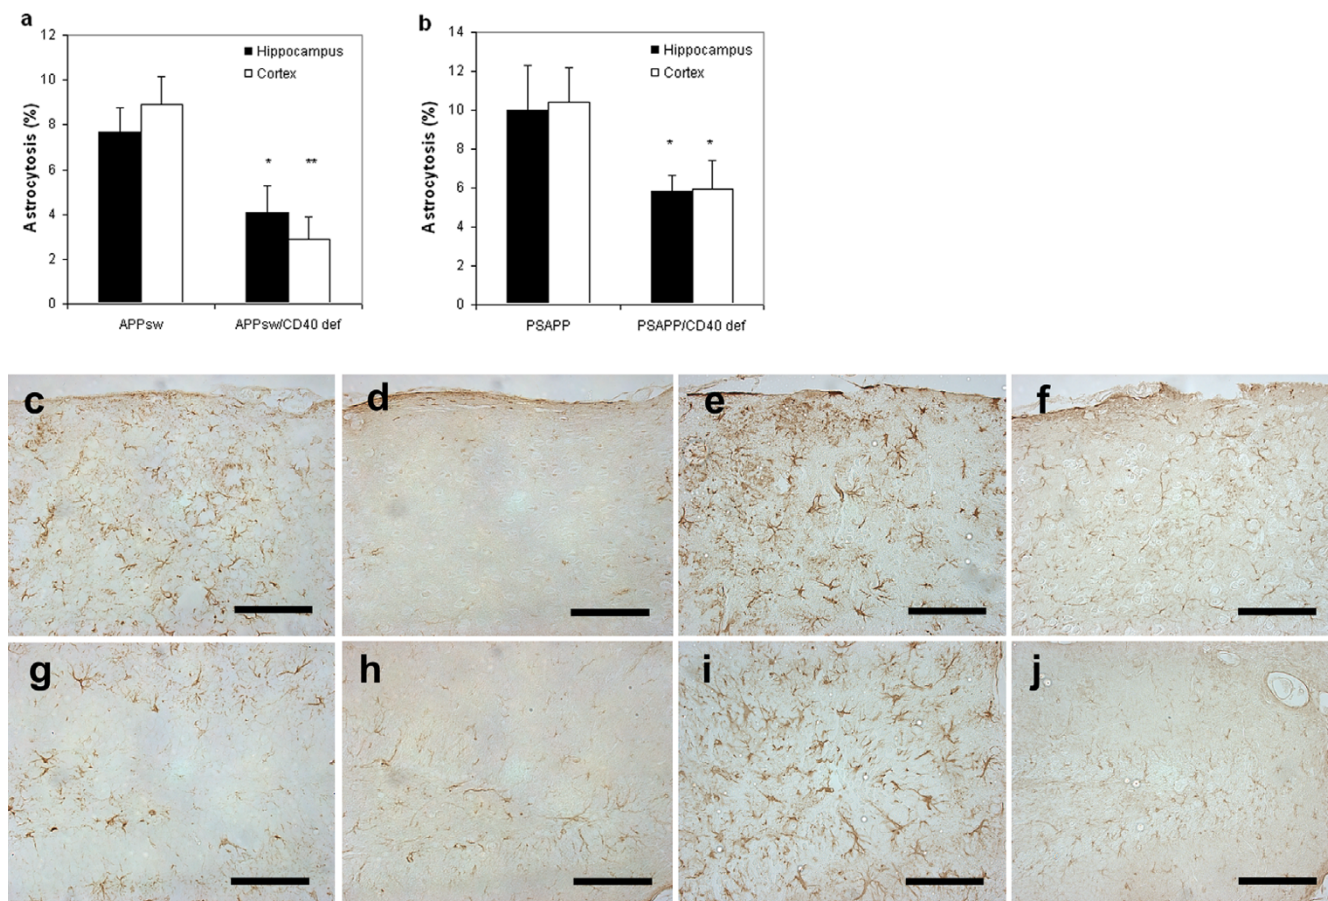 a
12
10
8
6
4
2
0
Astrocytosis (%)
Hippocampus
Cortex
*
**
APPsw
APPsw/CD40 def
b
14
12
10
8
6
4
2
0
Astrocytosis (%)
Hippocampus
Cortex
*
*
PSAPP
PSAPP/CD40 def
c
d
e
f
g
h
i
j